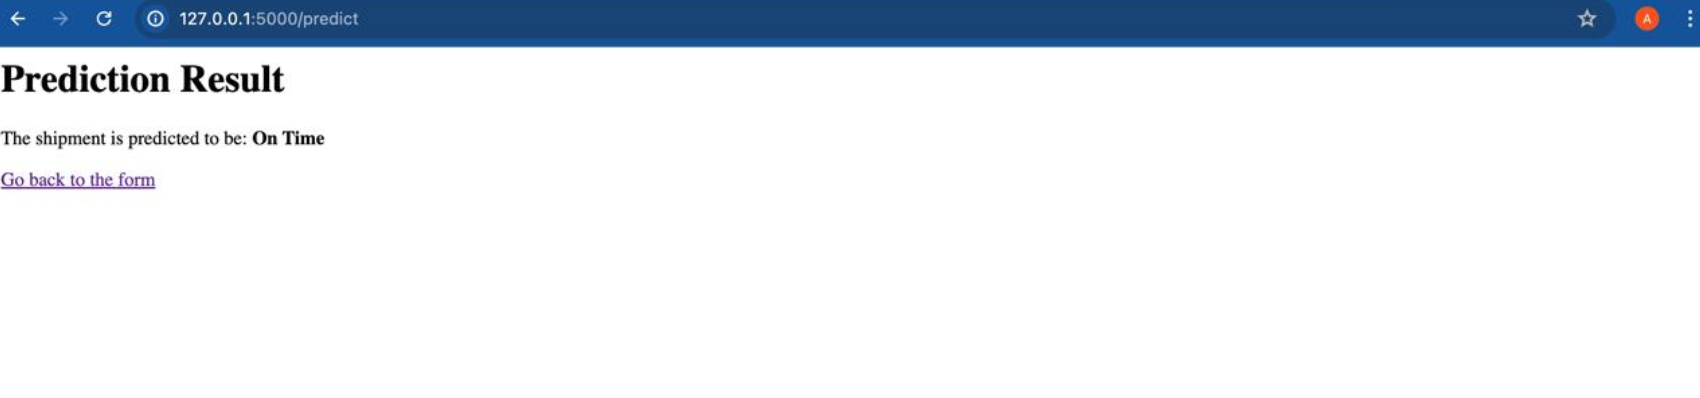 127.0.0.1:5000/predict
A
Prediction Result
The shipment is predicted to be: On Time
Go back to the form